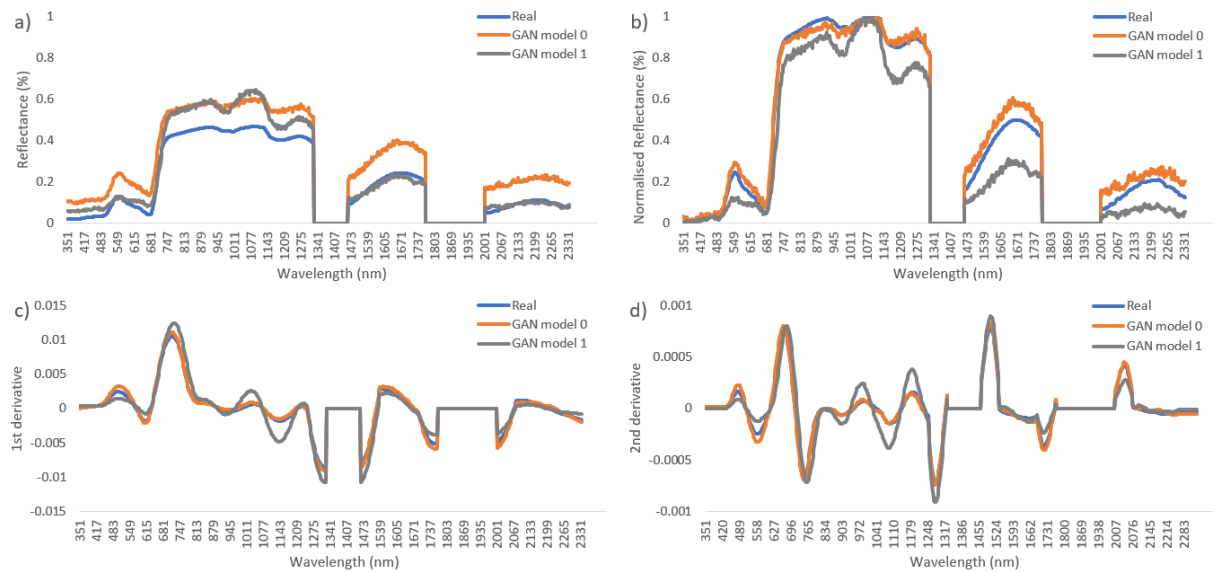 a)
Real
GAN model 0
GAN model 1
Reflectance (%)
1
0.8
0.6
0.4
0.2
0
351 417 483 549 615 681 747 813 879 945 1011 1077 1143 1209 1275 1341 1407 1473 1539 1605 1671 1737 1803 1869 1935 2001 2067 2133 2199 2265 2331
Wavelength (nm)
b)
Real
GAN model 0
GAN model 1
Normalised Reflectance (%)
1
0.8
0.6
0.4
0.2
0
351 417 483 549 615 681 747 813 879 945 1011 1077 1143 1209 1275 1341 1407 1473 1539 1605 1671 1737 1803 1869 1935 2001 2067 2133 2199 2265 2331
Wavelength (nm)
c)
Real
GAN model 0
GAN model 1
1st derivative
0.015
0.01
0.005
0
-0.005
-0.01
-0.015
351 417 483 549 615 681 747 813 879 945 1011 1077 1143 1209 1275 1341 1407 1473 1539 1605 1671 1737 1803 1869 1935 2001 2067 2133 2199 2265 2331
Wavelength (nm)
d)
Real
GAN model 0
GAN model 1
2nd derivative
0.001
0.0005
0
-0.0005
-0.001
351 420 489 558 627 696 765 834 903 972 1041 1110 1179 1248 1317 1386 1455 1524 1593 1662 1731 1800 1869 1938 2007 2076 2145 2214 2283
Wavelength (nm)